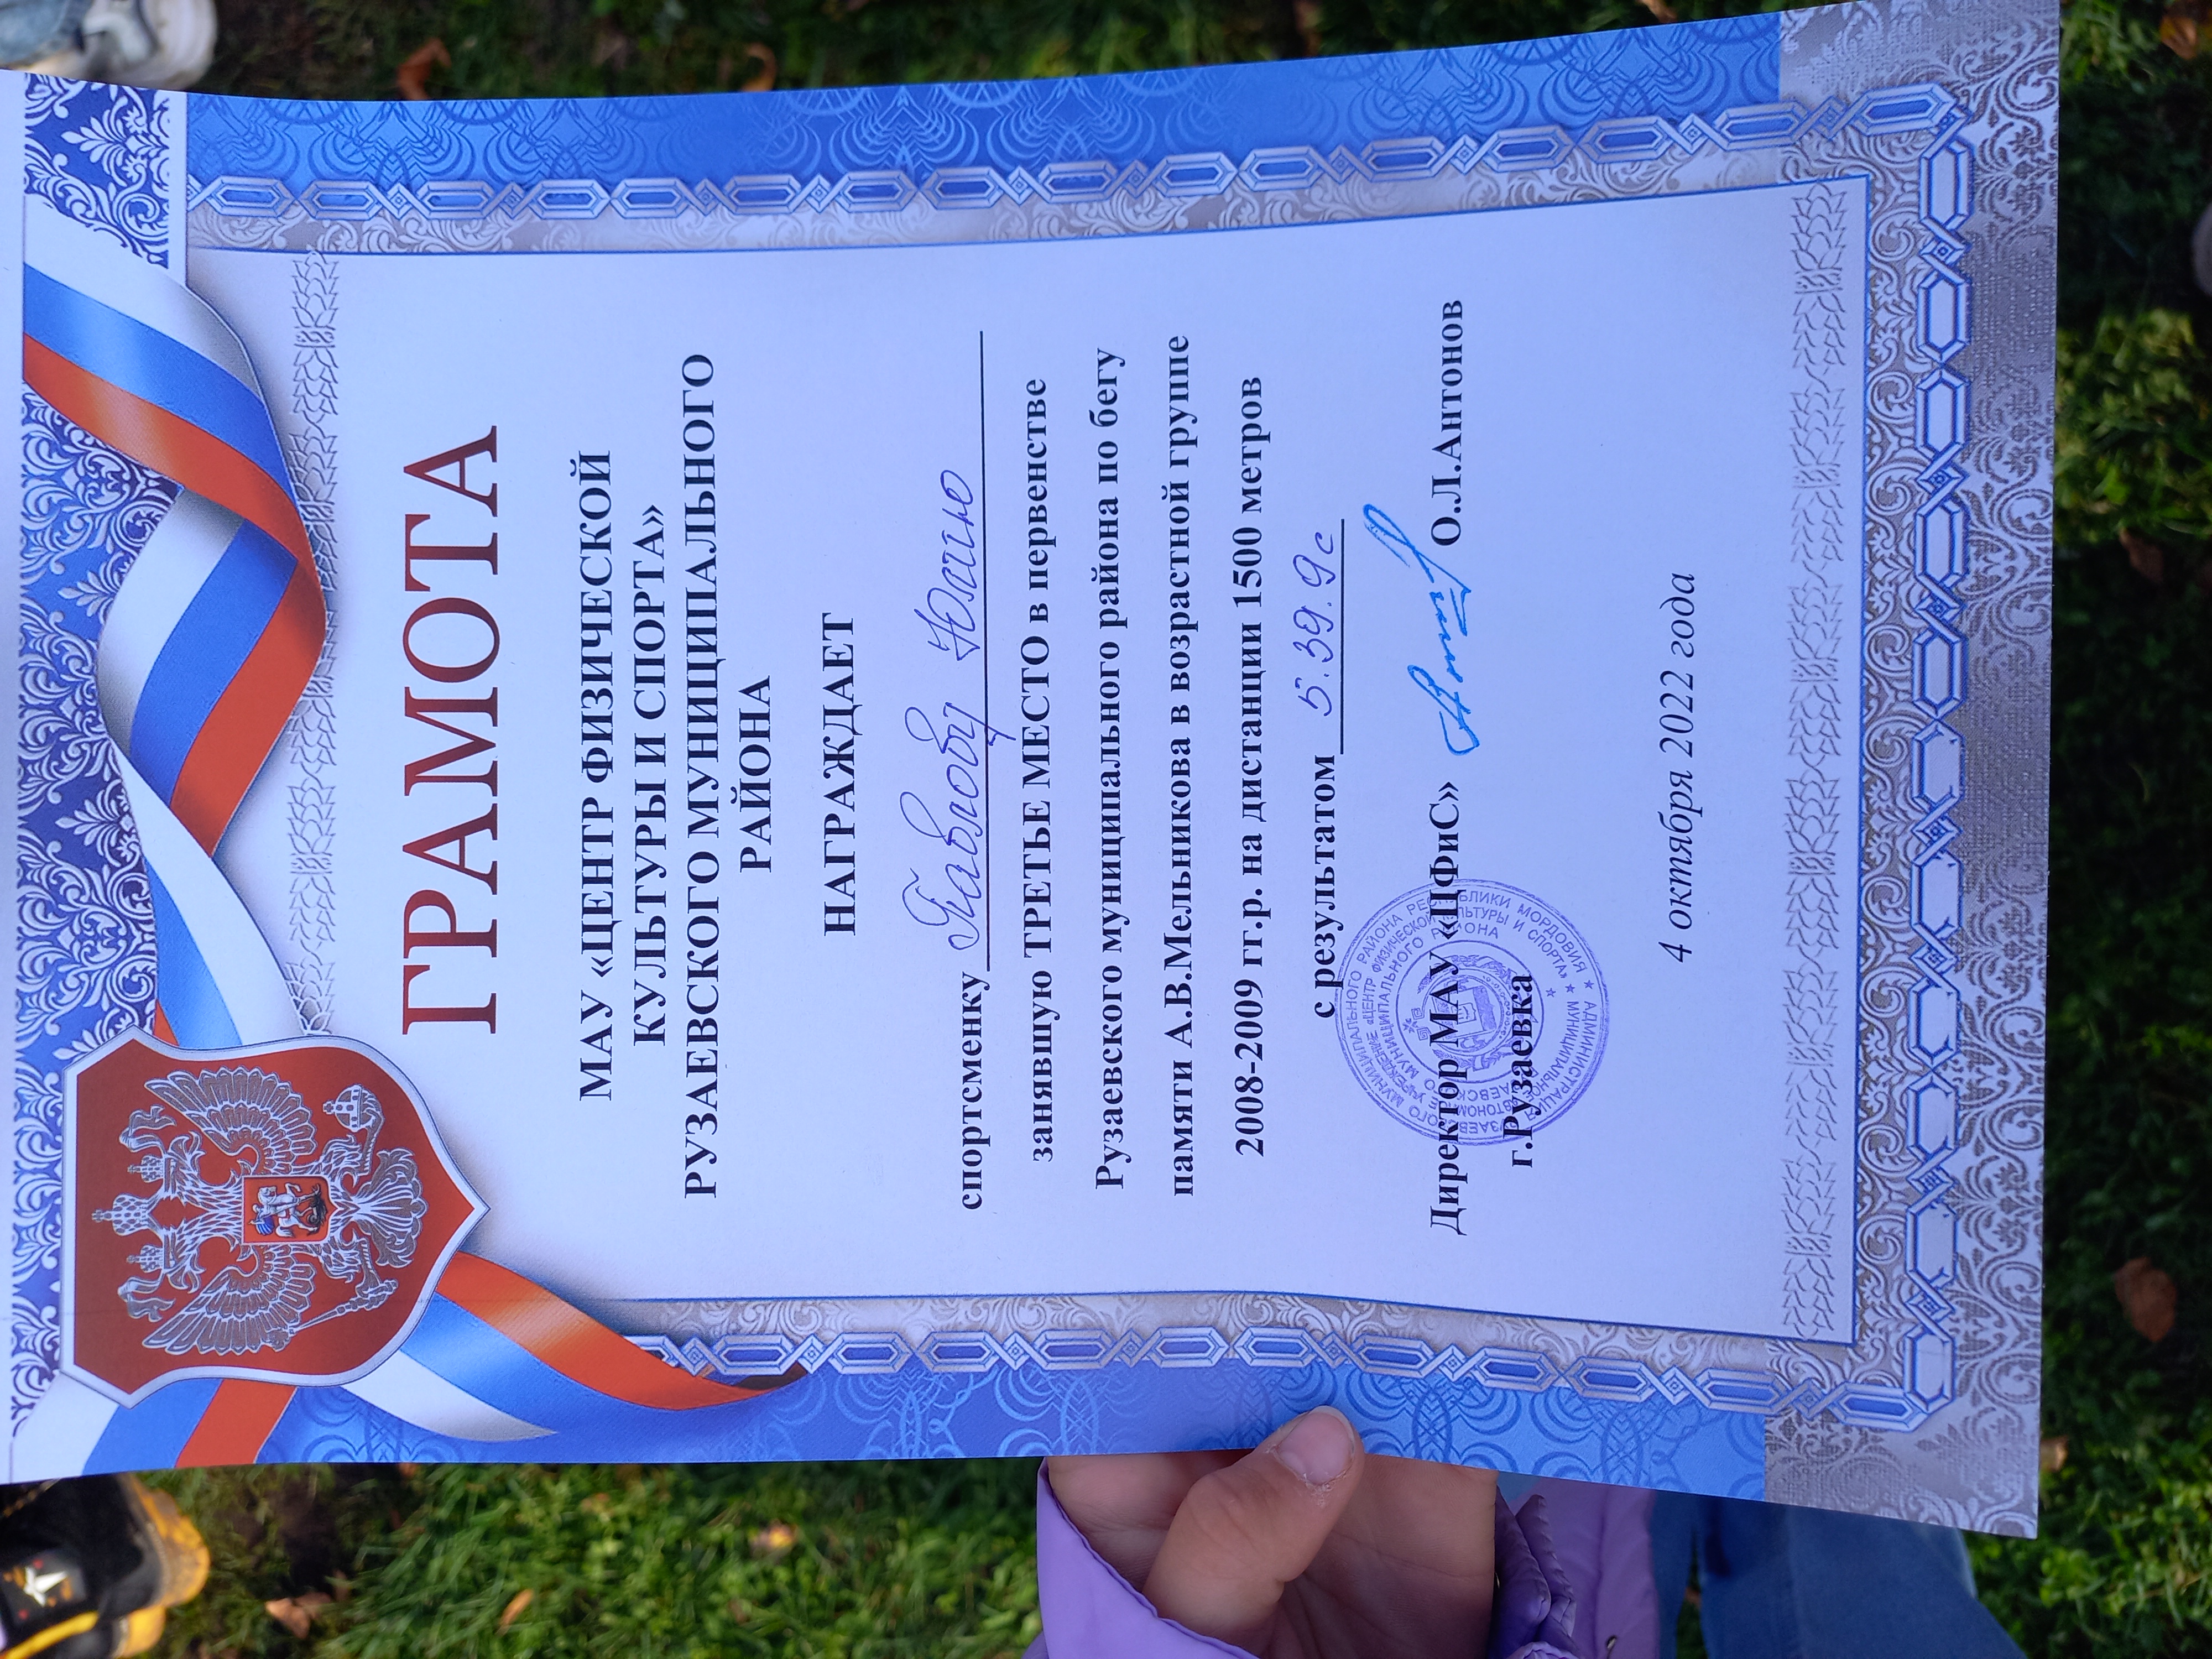 ГРАМОТА
МАУ «ЦЕНТР ФИЗИЧЕСКОЙ
КУЛЬТУРЫ И СПОРТА»
РУЗАЕВСКОГО МУНИЦИПАЛЬНОГО
РАЙОНА
НАГРАЖДАЕТ
спортсменку Павлову Юлию
занявшую ТРЕТЬЕ МЕСТО в первенстве
Рузаевского муниципального района по бегу
памяти А.В.Мельникова в возрастной группе
2008-2009 гг.р. на дистанции 1500 метров
с результатом 5.39.9с
Директор МАУ «ЦФиС» О.Л.Антонов
г.Рузаевка
4 октября 2022 года